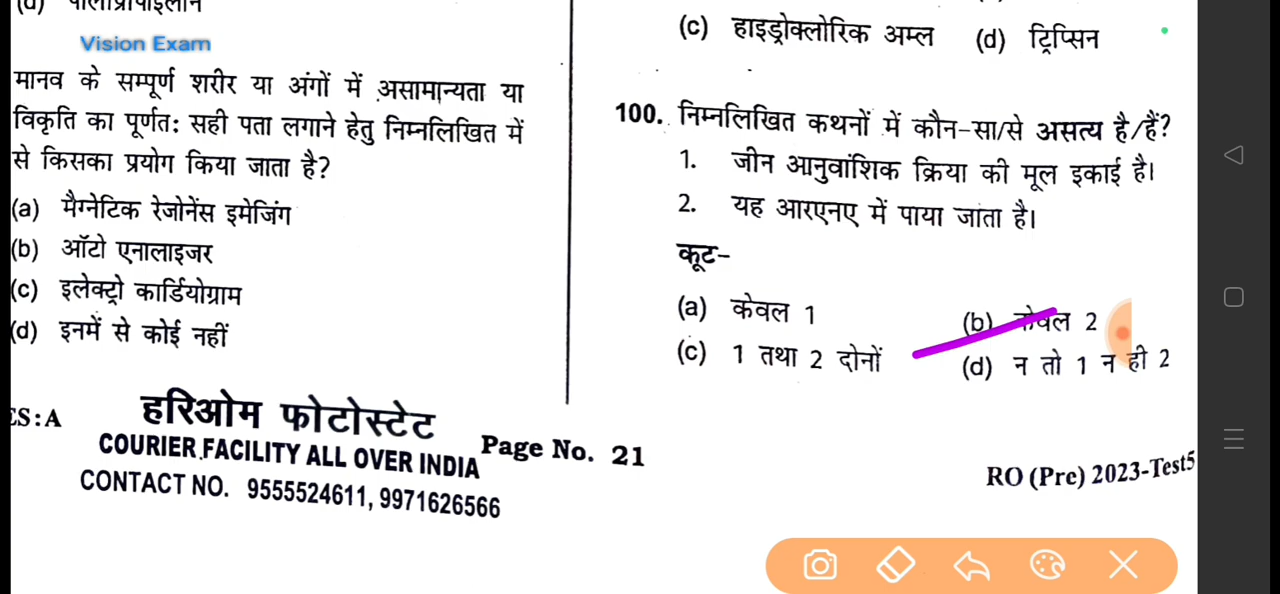 (d)
Vision Exam
मानव के सम्पूर्ण शरीर या अंगों में असामान्यता या
विकृति का पूर्णतः सही पता लगाने हेतु निम्नलिखित में
से किसका प्रयोग किया जाता है?
(a) मैग्नेटिक रेजोनेंस इमेजिंग
(b) ऑटो एनालाइजर
(c) इलेक्ट्रो कार्डियोग्राम
(d) इनमें से कोई नहीं
(c) हाइड्रोक्लोरिक अम्ल (d) ट्रिप्सिन
100. निम्नलिखित कथनों में कौन-सा/से असत्य है/हैं?
1. जीन आनुवांशिक क्रिया की मूल इकाई है।
2. यह आरएनए में पाया जाता है।
कूट-
(a) केवल 1 (b) केवल 2
(c) 1 तथा 2 दोनों (d) न तो 1 न ही 2
ES:A
हरिओम फोटोस्टेट
COURIER FACILITY ALL OVER INDIA
CONTACT NO. 9555524611, 9971626566
Page No. 21
RO (Pre) 2023-Test5